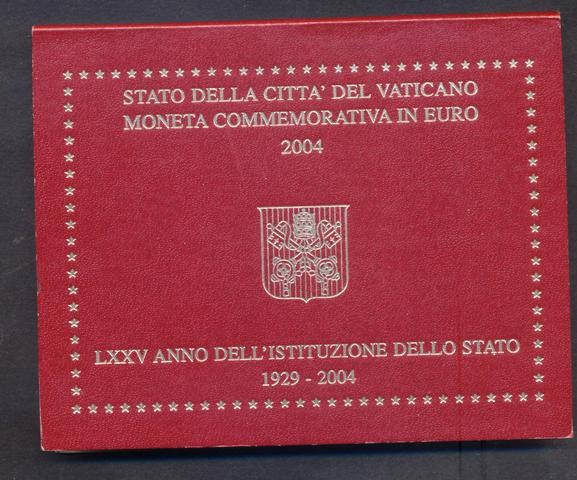 STATO DELLA CITTA' DEL VATICANO
MONETA COMMEMORATIVA IN EURO
2004
LXXV ANNO DELL'ISTITUZIONE DELLO STATO
1929 - 2004